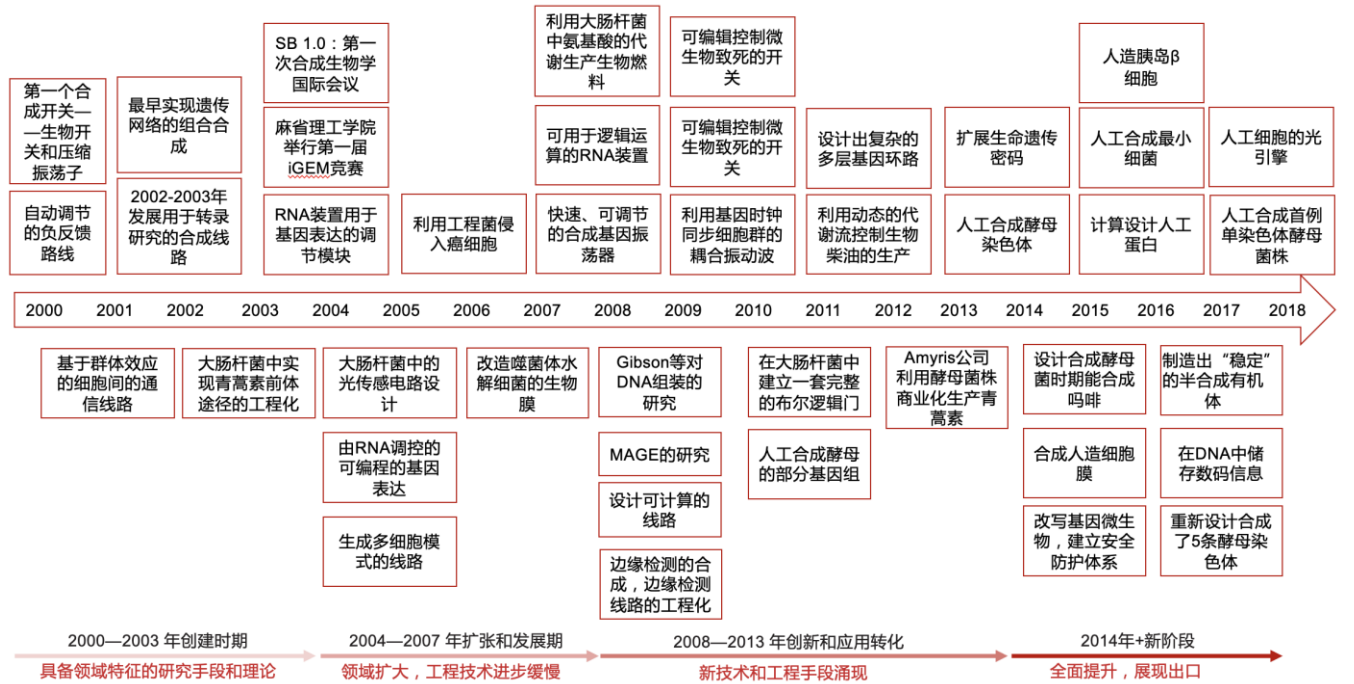 第一个合
成开关—
—生物开
关和压缩
振荡子
自动调节
的负反馈
路线
最早实现遗传
网络的组合合
成
2002-2003年
发展用于转录
研究的合成线
路
SB 1.0：第一
次合成生物学
国际会议
麻省理工学院
举行第一届
iGEM竞赛
RNA装置用于
基因表达的调
节模块
利用工程菌侵
入癌细胞
利用大肠杆菌
中氨基酸的代
谢生产生物燃
料
可用于逻辑运
算的RNA装置
快速、可调节
的合成基因振
荡器
可编辑控制微
生物致死的开
关
可编辑控制微
生物致死的开
关
利用基因时钟
同步细胞群的
耦合振动波
设计出复杂的
多层基因环路
利用动态的代
谢流控制生物
柴油的生产
扩展生命遗传
密码
人工合成酵母
染色体
人造胰岛β
细胞
人工合成最小
细菌
计算设计人工
蛋白
人工细胞的光
引擎
人工合成首例
单染色体酵母
菌株
2000 2001 2002 2003 2004 2005 2006 2007 2008 2009 2010 2011 2012 2013 2014 2015 2016 2017 2018
基于群体效应
的细胞间的通
信线路
大肠杆菌中实
现青蒿素前体
途径的工程化
大肠杆菌中的
光传感电路设
计
由RNA调控的
可编程的基因
表达
生成多细胞模
式的线路
改造噬菌体水
解细菌的生物
膜
Gibson等对
DNA组装的
研究
MAGE的研究
设计可计算的
线路
边缘检测的合
成，边缘检测
线路的工程化
在大肠杆菌中
建立一套完整
的布尔逻辑门
人工合成酵母
的部分基因组
Amyris公司
利用酵母菌株
商业化生产青
蒿素
设计合成酵母
菌时期能合成
吗啡
合成人造细胞
膜
改写基因微生
物，建立安全
防护体系
制造出“稳定”
的半合成有机
体
在DNA中储
存数码信息
重新设计合成
了5条酵母染
色体
2000—2003 年创建时期
具备领域特征的研究手段和理论
2004—2007 年扩张和发展期
领域扩大，工程技术进步缓慢
2008—2013 年创新和应用转化
新技术和工程手段涌现
2014年+新阶段
全面提升，展现出口